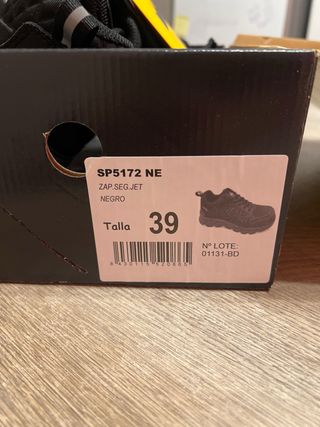 SP5172 NE
ZAP.SEG.JET
NEGRO
Talla 39
Nº LOTE:
01131-BD